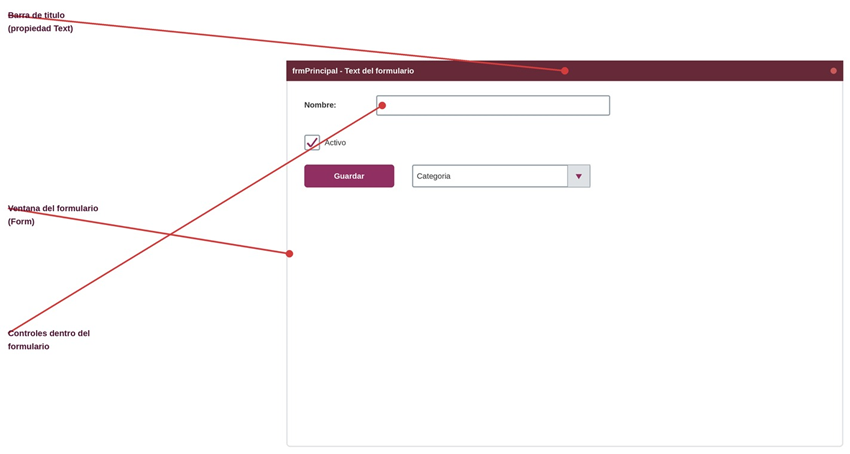 Barra de titulo
(propiedad Text)
frmPrincipal - Text del formulario
Nombre:
Activo
Guardar
Categoria
Ventana del formulario
(Form)
Controles dentro del
formulario